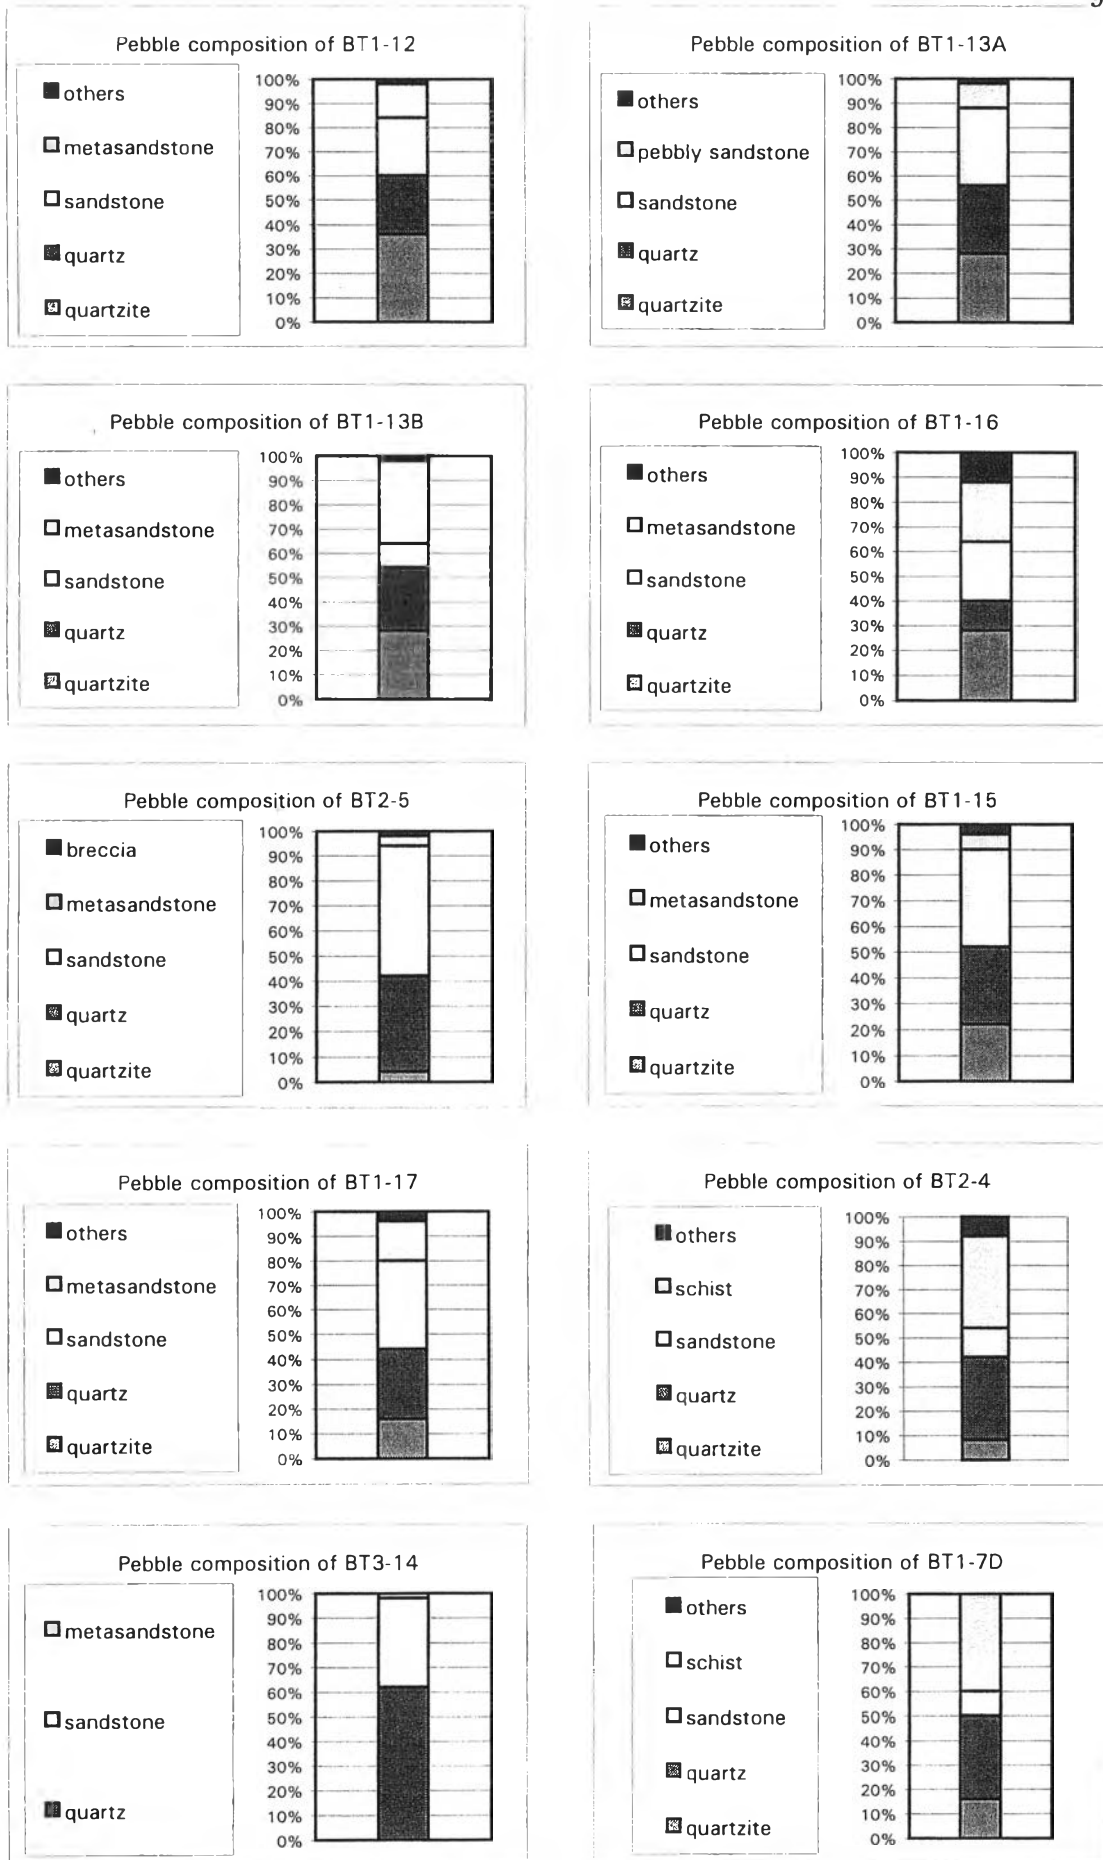 Pebble composition of BT1-12
others
metasandstone
sandstone
quartz
quartzite
100%
90%
80%
70%
60%
50%
40%
30%
20%
10%
0%
Pebble composition of BT1-13A
others
pebbly sandstone
sandstone
quartz
quartzite
100%
90%
80%
70%
60%
50%
40%
30%
20%
10%
0%
Pebble composition of BT1-13B
others
metasandstone
sandstone
quartz
quartzite
100%
90%
80%
70%
60%
50%
40%
30%
20%
10%
0%
Pebble composition of BT1-16
others
metasandstone
sandstone
quartz
quartzite
100%
90%
80%
70%
60%
50%
40%
30%
20%
10%
0%
Pebble composition of BT2-5
breccia
metasandstone
sandstone
quartz
quartzite
100%
90%
80%
70%
60%
50%
40%
30%
20%
10%
0%
Pebble composition of BT1-15
others
metasandstone
sandstone
quartz
quartzite
100%
90%
80%
70%
60%
50%
40%
30%
20%
10%
0%
Pebble composition of BT1-17
others
metasandstone
sandstone
quartz
quartzite
100%
90%
80%
70%
60%
50%
40%
30%
20%
10%
0%
Pebble composition of BT2-4
others
schist
sandstone
quartz
quartzite
100%
90%
80%
70%
60%
50%
40%
30%
20%
10%
0%
Pebble composition of BT3-14
metasandstone
sandstone
quartz
100%
90%
80%
70%
60%
50%
40%
30%
20%
10%
0%
Pebble composition of BT1-7D
others
schist
sandstone
quartz
quartzite
100%
90%
80%
70%
60%
50%
40%
30%
20%
10%
0%